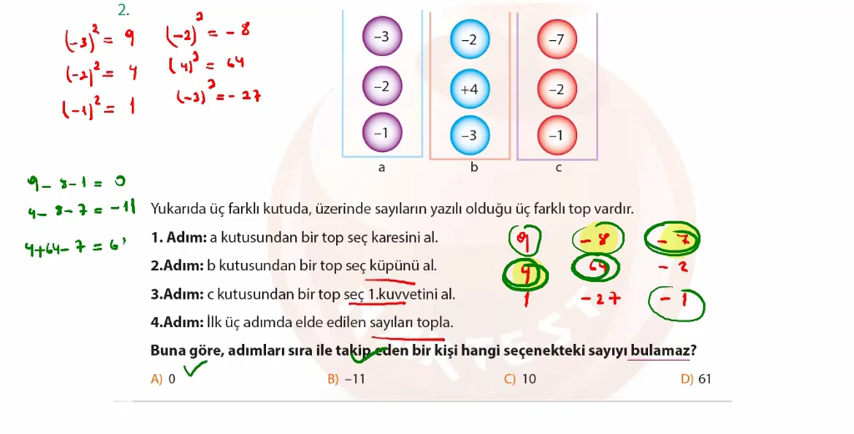 2.
(-3)² = 9
(-2)³ = -8
(-2)² = 4
(4)³ = 64
(-1)² = 1
(-3)³ = -27
-3
-2
-7
-2
+4
-2
-1
-3
-1
a
b
c
9 - 8 - 1 = 0
4 - 8 - 7 = -11
4 + 64 - 7 = 61
Yukarıda üç farklı kutuda, üzerinde sayıların yazılı olduğu üç farklı top vardır.
1. Adım: a kutusundan bir top seç karesini al.
9
-8
-7
2.Adım: b kutusundan bir top seç küpünü al.
4
64
-2
3.Adım: c kutusundan bir top seç 1.kuvvetini al.
1
-27
-1
4.Adım: İlk üç adımda elde edilen sayıları topla.
Buna göre, adımları sıra ile takip eden bir kişi hangi seçenekteki sayıyı bulamaz?
A) 0
B) -11
C) 10
D) 61